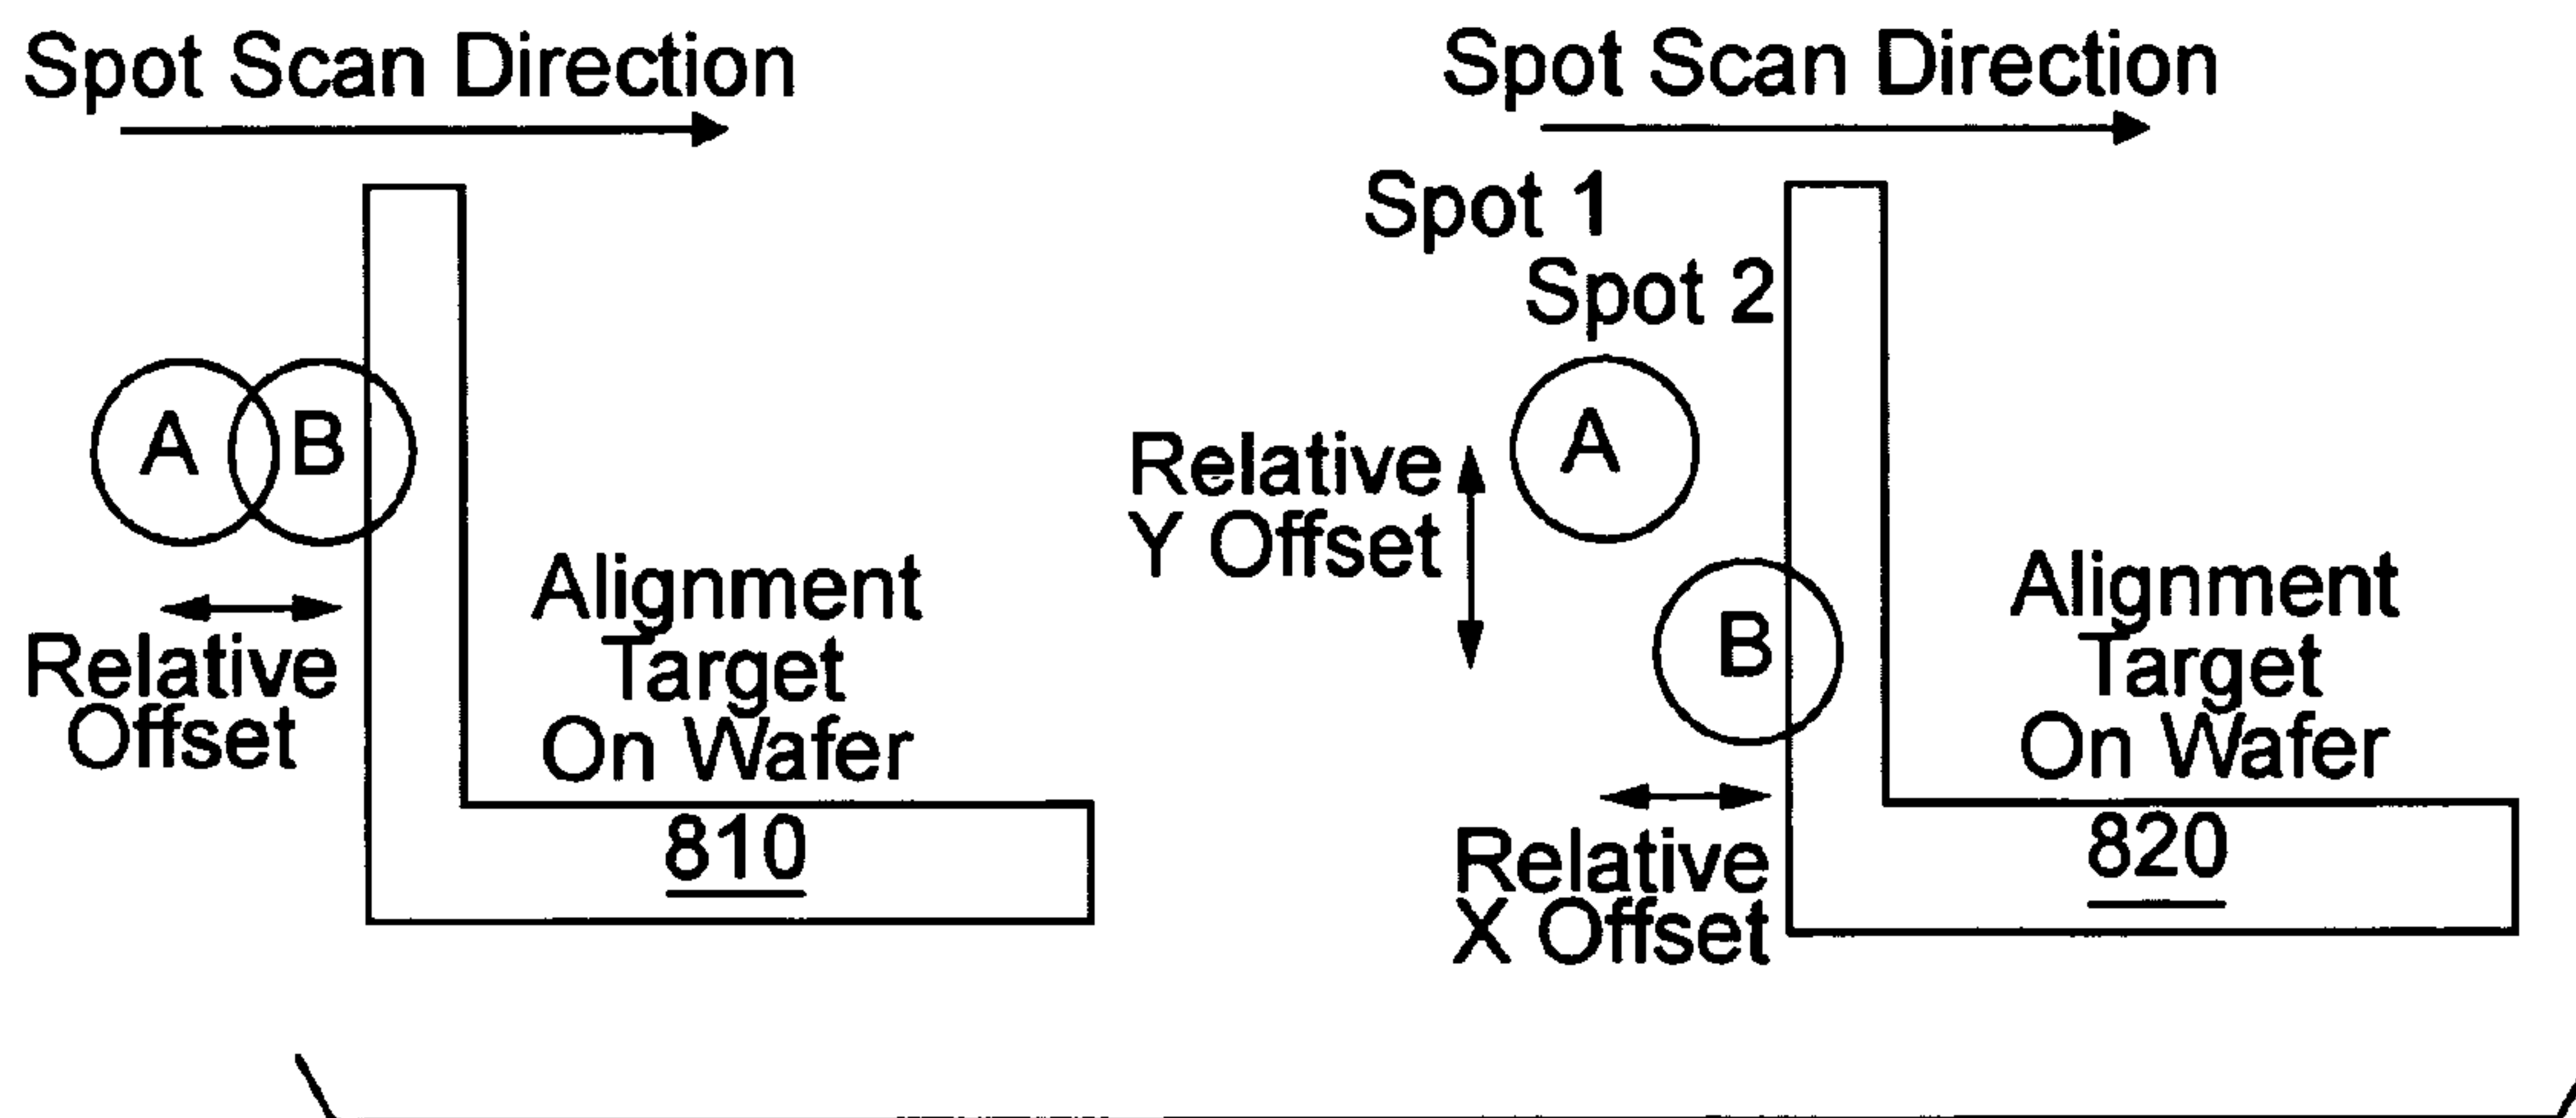 Spot Scan Direction
A
B
Relative
Offset
Alignment
Target
On Wafer
810
Spot Scan Direction
Spot 1
Spot 2
A
Relative
Y Offset
B
Relative
X Offset
Alignment
Target
On Wafer
820